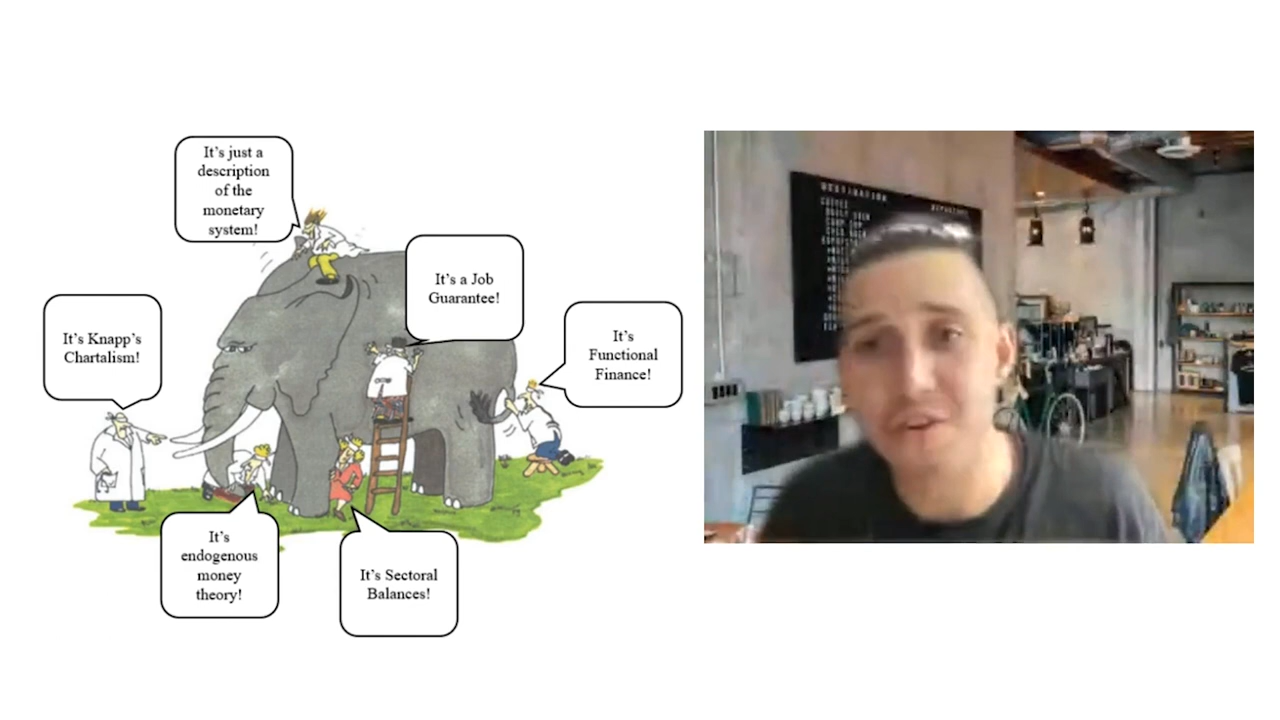 It's just a
description
of the
monetary
system!
It's a Job
Guarantee!
It's Knapp's
Chartalism!
It's
Functional
Finance!
It's
endogenous
money
theory!
It's Sectoral
Balances!
COFFEE